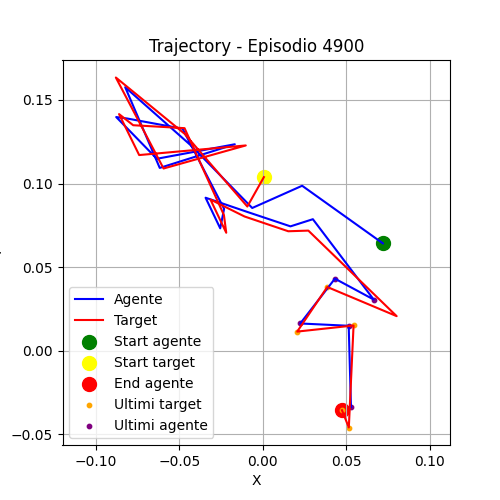 Trajectory - Episodio 4900
0.15
0.10
0.05
0.00
−0.05
Agente
Target
Start agente
Start target
End agente
Ultimi target
Ultimi agente
−0.10 −0.05 0.00 0.05 0.10
X